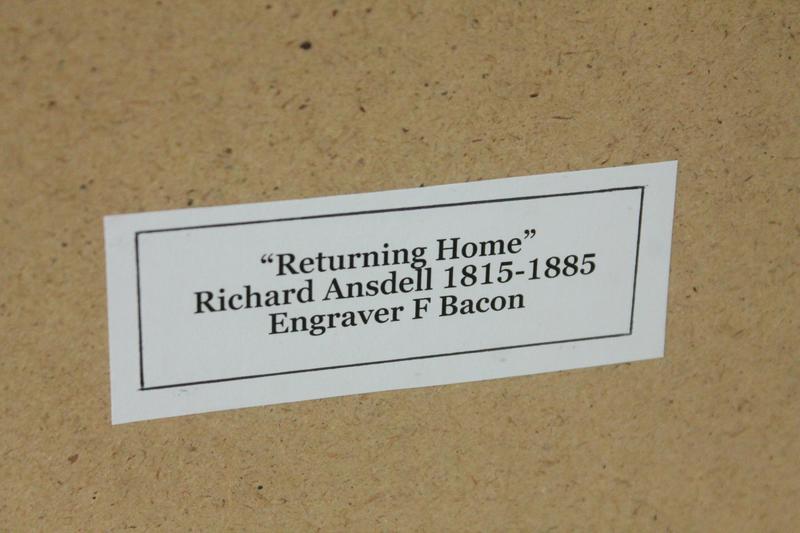 “Returning Home”
Richard Ansdell 1815-1885
Engraver F Bacon